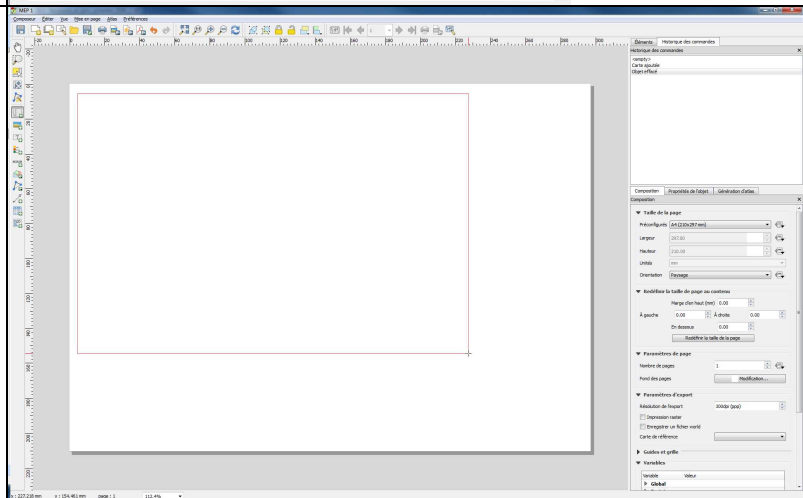 MEP 1
Composeur Éditer Vue Mise en page Atlas Préférences
Éléments Historique des commandes
Historique des commandes
<empty>
Carte ajoutée
Objet effacé
Composition Propriétés de l'objet Génération d'atlas
Composition
Taille de la page
Préconfigurés A4 (210x297 mm)
Largeur 297.00
Hauteur 210.00
Unités mm
Orientation Paysage
Redéfinir la taille de page au contenu
Marge d'en haut (mm) 0.00
À gauche 0.00 À droite 0.00
En dessous 0.00
Redéfinir la taille de la page
Paramètres de page
Nombre de pages 1
Fond des pages Modification...
Paramètres d'export
Résolution de l'export 300dpi (ppp)
Impression raster
Enregistrer un fichier world
Carte de référence
Guides et grille
Variables
Variable Valeur
Global
x : 227.218 mm y : 154.461 mm page : 1 112.4%